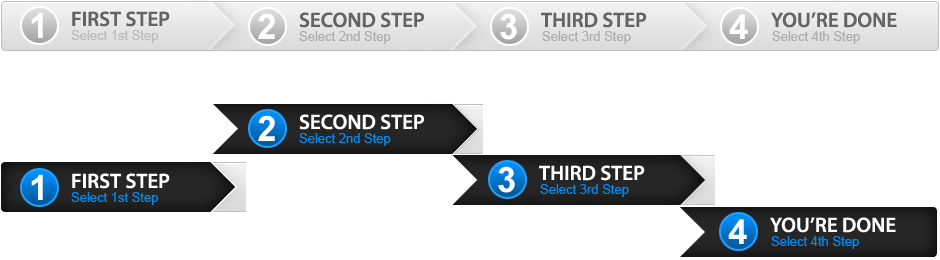 1 FIRST STEP
Select 1st Step
2 SECOND STEP
Select 2nd Step
3 THIRD STEP
Select 3rd Step
4 YOU'RE DONE
Select 4th Step
2 SECOND STEP
Select 2nd Step
1 FIRST STEP
Select 1st Step
3 THIRD STEP
Select 3rd Step
4 YOU'RE DONE
Select 4th Step